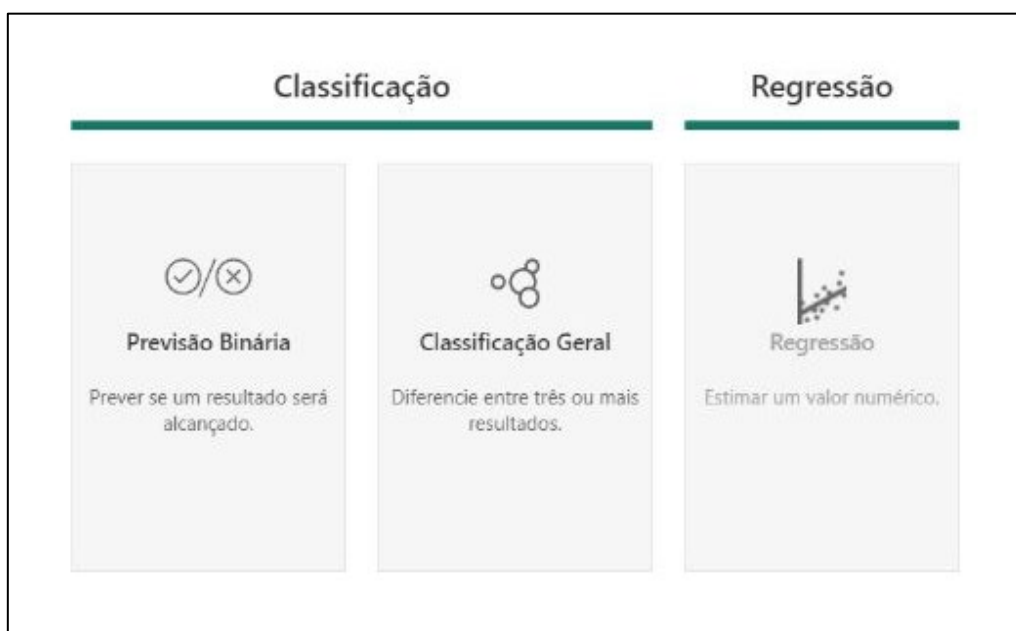 Classificação
Regressão
Previsão Binária
Prever se um resultado será
alcançado.
Classificação Geral
Diferencie entre três ou mais
resultados.
Regressão
Estimar um valor numérico.